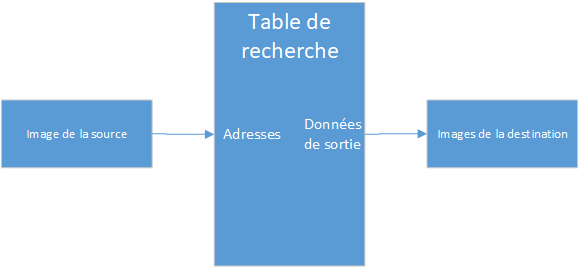 Table de
recherche
Image de la source
Adresses
Données
de sortie
Images de la destination